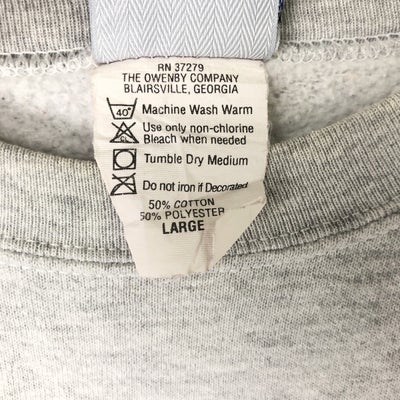 RN 37279
THE OWENBY COMPANY
BLAIRSVILLE, GEORGIA
40°
Machine Wash Warm
Use only non-chlorine
Bleach when needed
Tumble Dry Medium
Do not iron if Decorated
50% COTTON
50% POLYESTER
LARGE